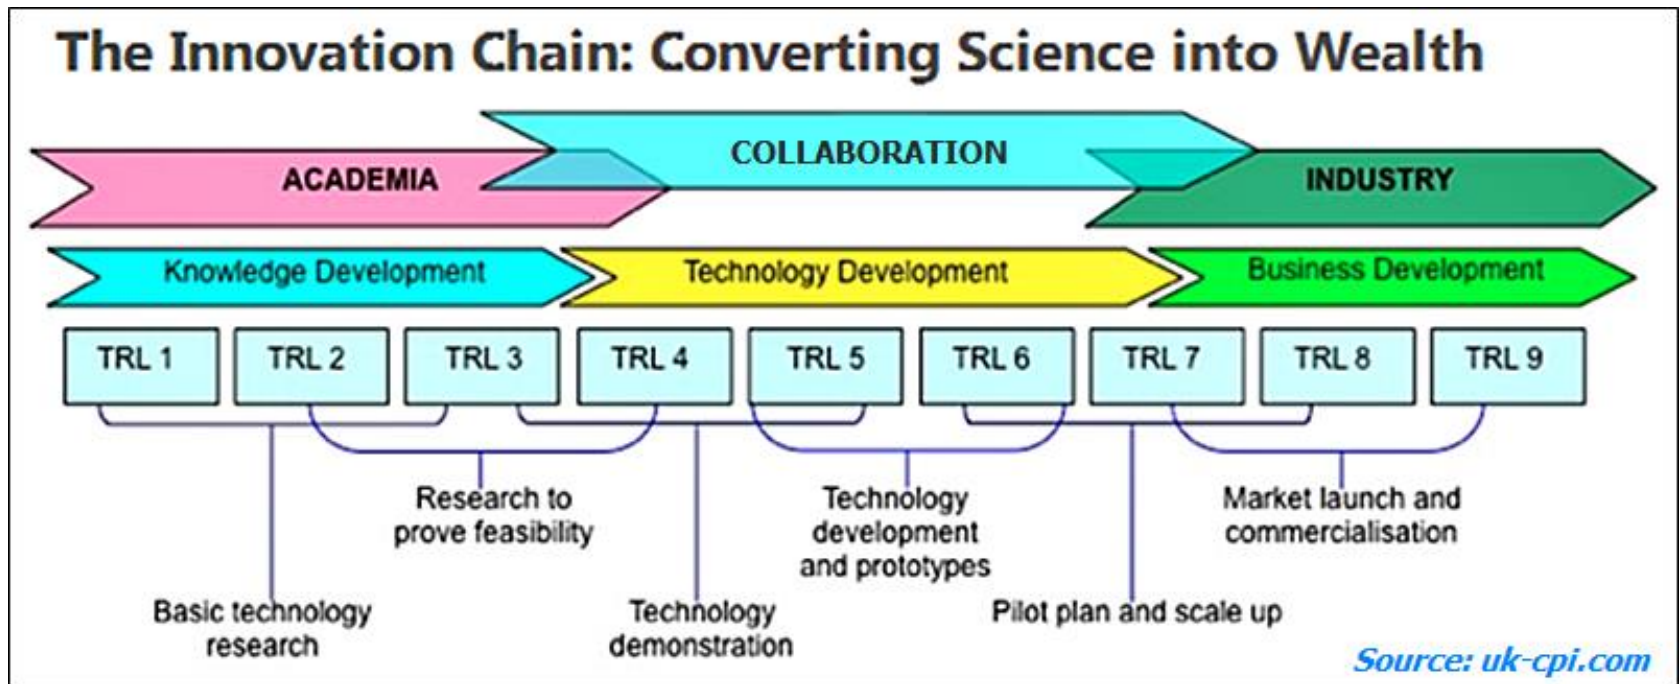 The Innovation Chain: Converting Science into Wealth
COLLABORATION
ACADEMIA
INDUSTRY
Knowledge Development
Technology Development
Business Development
TRL 1
TRL 2
TRL 3
TRL 4
TRL 5
TRL 6
TRL 7
TRL 8
TRL 9
Research to
prove feasibility
Technology
development
and prototypes
Market launch and
commercialisation
Basic technology
research
Technology
demonstration
Pilot plan and scale up
Source: uk-cpi.com